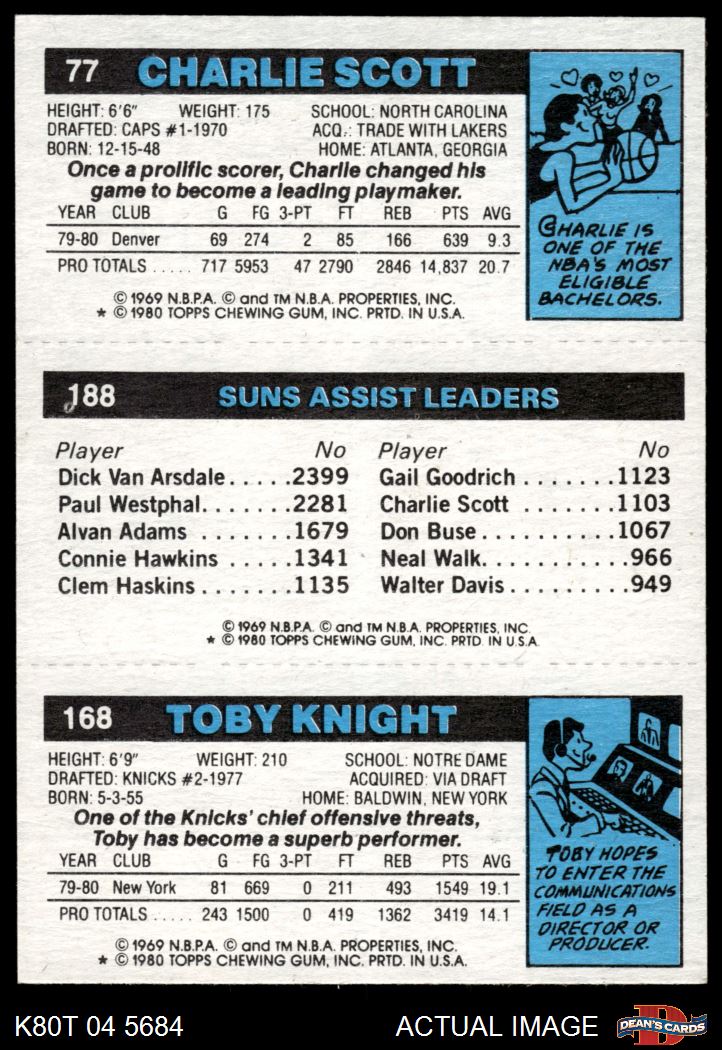 77 CHARLIE SCOTT
HEIGHT: 6'6" WEIGHT: 175 SCHOOL: NORTH CAROLINA
DRAFTED: CAPS #1-1970 ACQ.: TRADE WITH LAKERS
BORN: 12-15-48 HOME: ATLANTA, GEORGIA
Once a prolific scorer, Charlie changed his
game to become a leading playmaker.
YEAR CLUB G FG 3-PT FT REB PTS AVG
79-80 Denver 69 274 2 85 166 639 9.3
PRO TOTALS ..... 717 5953 47 2790 2846 14,837 20.7
© 1969 N.B.P.A. © and TM N.B.A. PROPERTIES, INC.
* © 1980 TOPPS CHEWING GUM, INC. PRTD. IN U.S.A.
CHARLIE IS
ONE OF THE
NBA'S MOST
ELIGIBLE
BACHELORS.
188 SUNS ASSIST LEADERS
Player No Player No
Dick Van Arsdale.....2399 Gail Goodrich.......1123
Paul Westphal.......2281 Charlie Scott.......1103
Alvan Adams........1679 Don Buse..........1067
Connie Hawkins......1341 Neal Walk..........966
Clem Haskins.......1135 Walter Davis.........949
© 1969 N.B.P.A. © and TM N.B.A. PROPERTIES, INC.
* © 1980 TOPPS CHEWING GUM, INC. PRTD. IN U.S.A.
168 TOBY KNIGHT
HEIGHT: 6'9" WEIGHT: 210 SCHOOL: NOTRE DAME
DRAFTED: KNICKS #2-1977 ACQUIRED: VIA DRAFT
BORN: 5-3-55 HOME: BALDWIN, NEW YORK
One of the Knicks' chief offensive threats,
Toby has become a superb performer.
YEAR CLUB G FG 3-PT FT REB PTS AVG
79-80 New York 81 669 0 211 493 1549 19.1
PRO TOTALS ..... 243 1500 0 419 1362 3419 14.1
© 1969 N.B.P.A. © and TM N.B.A. PROPERTIES, INC.
* © 1980 TOPPS CHEWING GUM, INC. PRTD. IN U.S.A.
TOBY HOPES
TO ENTER THE
COMMUNICATIONS
FIELD AS A
DIRECTOR OR
PRODUCER.
K80T 04 5684 ACTUAL IMAGE D DEAN'S CARDS